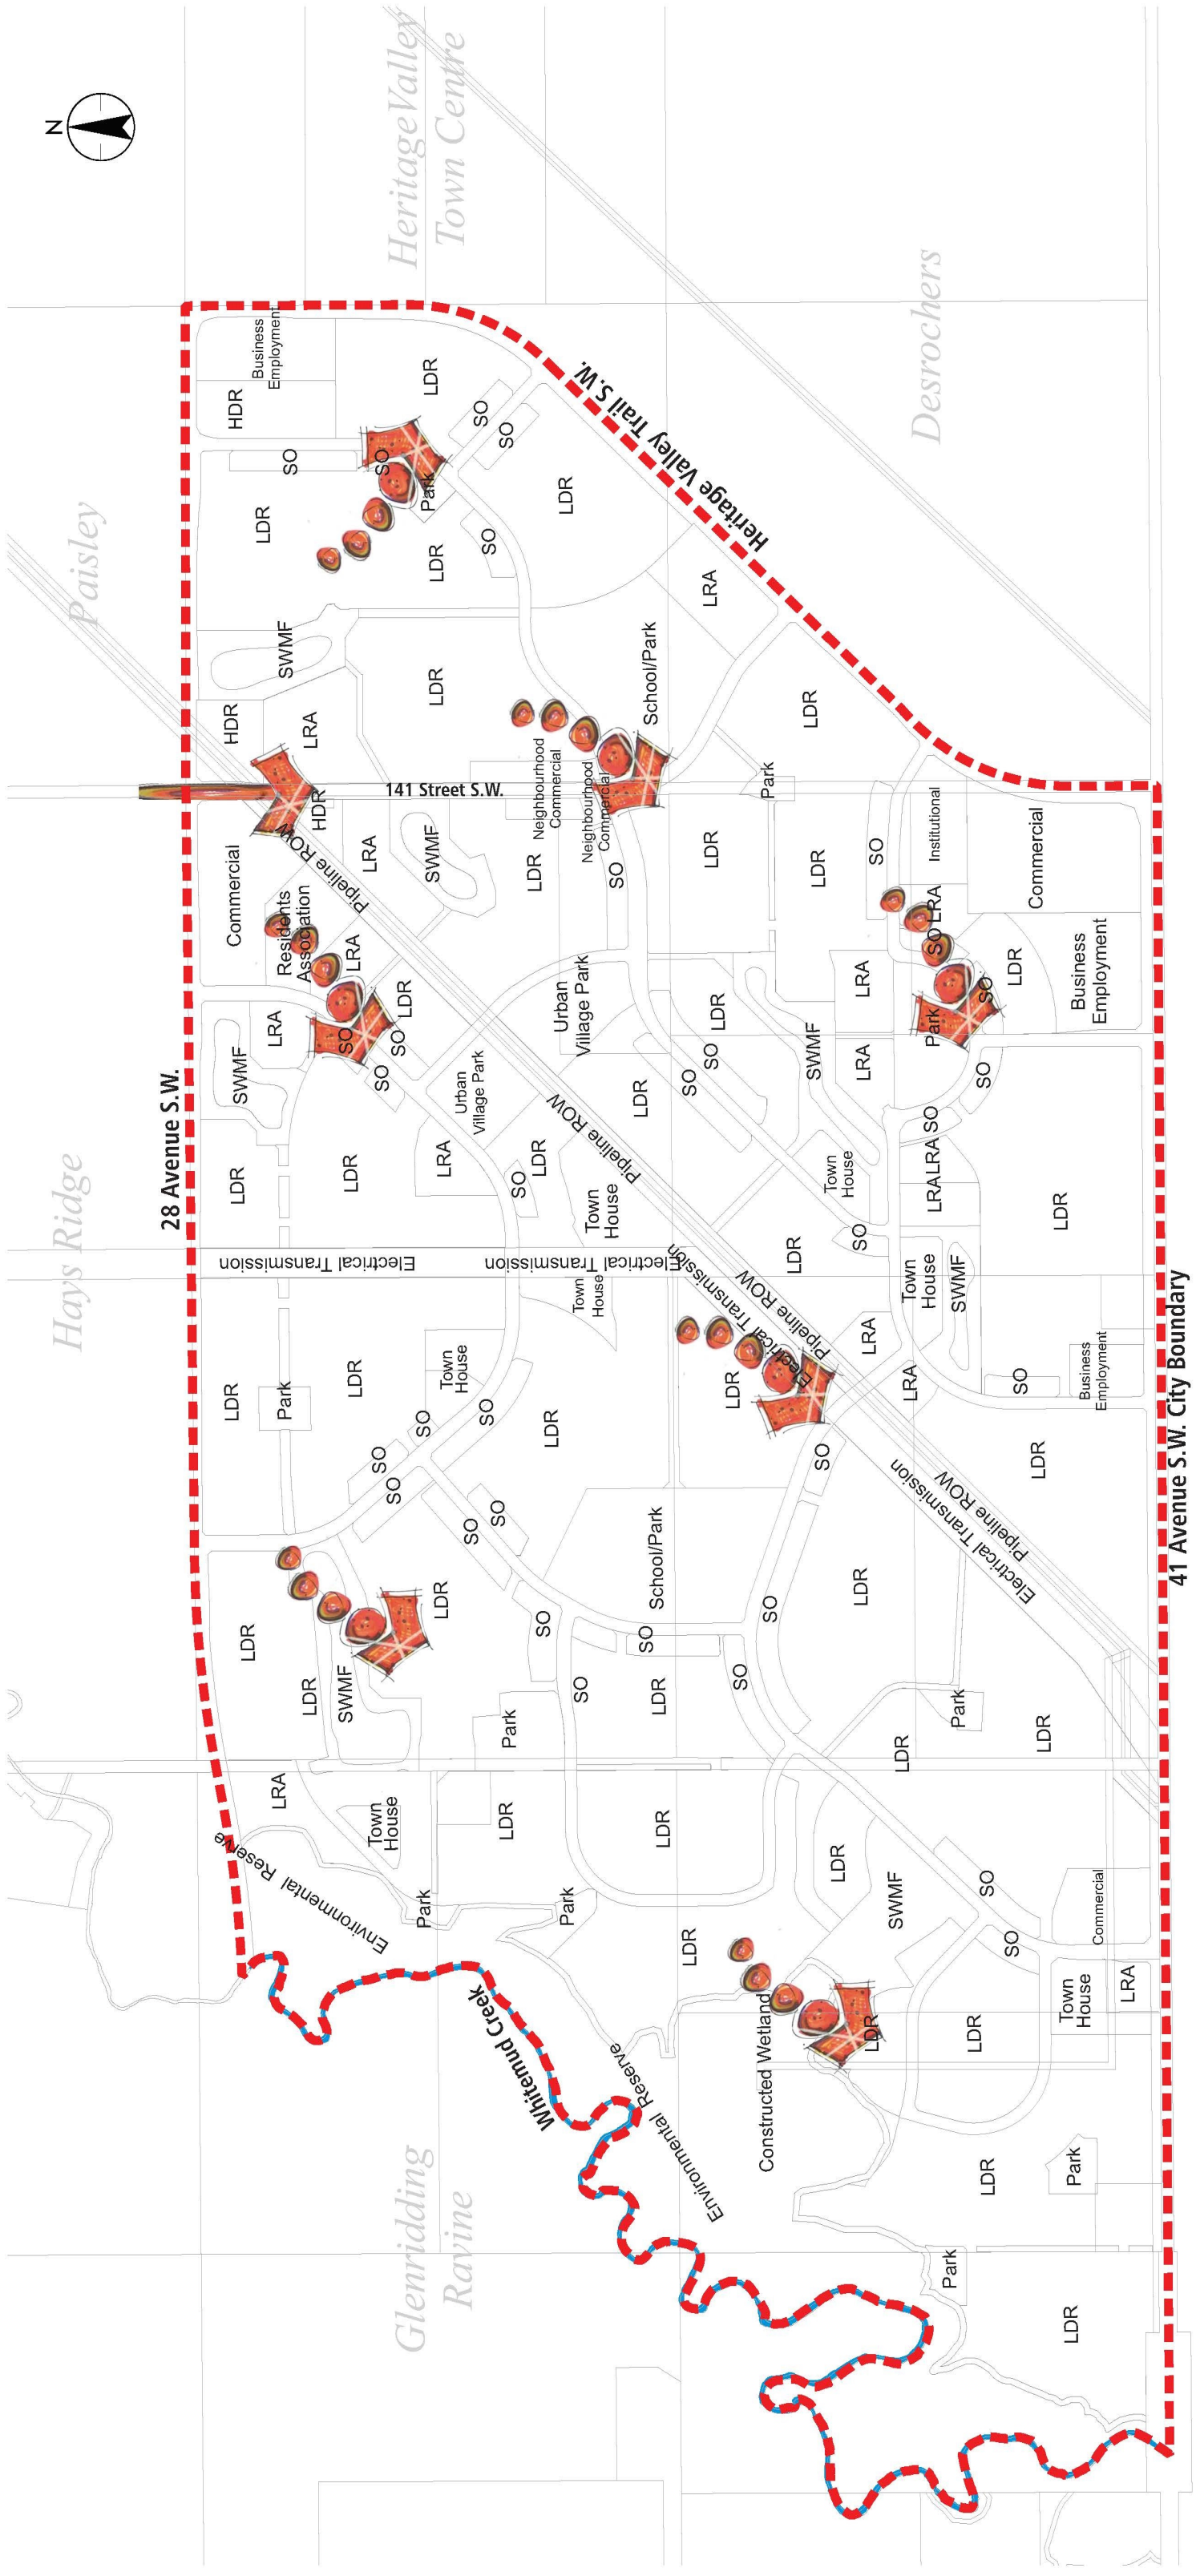 N
Hays Ridge
Paisley
Heritage Valley
Town Centre
Glenridding
Ravine
Desrochers
28 Avenue S.W.
141 Street S.W.
Heritage Valley Trail S.W.
41 Avenue S.W. City Boundary
Whitemud Creek
Environmental Reserve
LRA
Town
House
Park
LDR
LDR
LDR
SWMF
LDR
Park
LDR
Park
LDR
SO
SO
SO
SO
Town
House
LDR
LDR
Electrical Transmission
Electrical Transmission
Electrical Transmission
SWMF
LRA
SO
SO
SO
LDR
LRA
Urban
Village Park
SO
LDR
Town
House
Town
House
Commercial
Residents
Association
LRA
Pipeline ROW
LRA
HDR
HDR
LRA
SWMF
SWMF
LDR
LDR
SO
HDR
Business
Employment
SO
Park
LDR
LDR
SO
SO
SO
LDR
Neighbourhood
Commercial
Neighbourhood
Commercial
LDR
SO
School/Park
LRA
Urban
Village Park
Pipeline ROW
LDR
SO
SO
LDR
LDR
Park
LDR
LDR
LDR
SO
SO
SO
School/Park
SO
LDR
SO
SO
SO
Park
LDR
LDR
Environmental Reserve
LDR
Constructed Wetland
LDR
LDR
SWMF
SO
SO
Commercial
Town
House
LRA
LDR
LDR
Park
Park
LDR
LDR
LDR
Park
LDR
SO
LDR
Electrical Transmission
Pipeline ROW
Electrical Transmission
Pipeline ROW
LDR
LDR
LRA
LRA
SO
Business
Employment
Town
House
SWMF
SO
Town
House
LRA
LRA
SO
LDR
SWMF
LRA
LRA
SO
Park
SO
SO
LRA
SO
Institutional
LDR
Commercial
Business
Employment